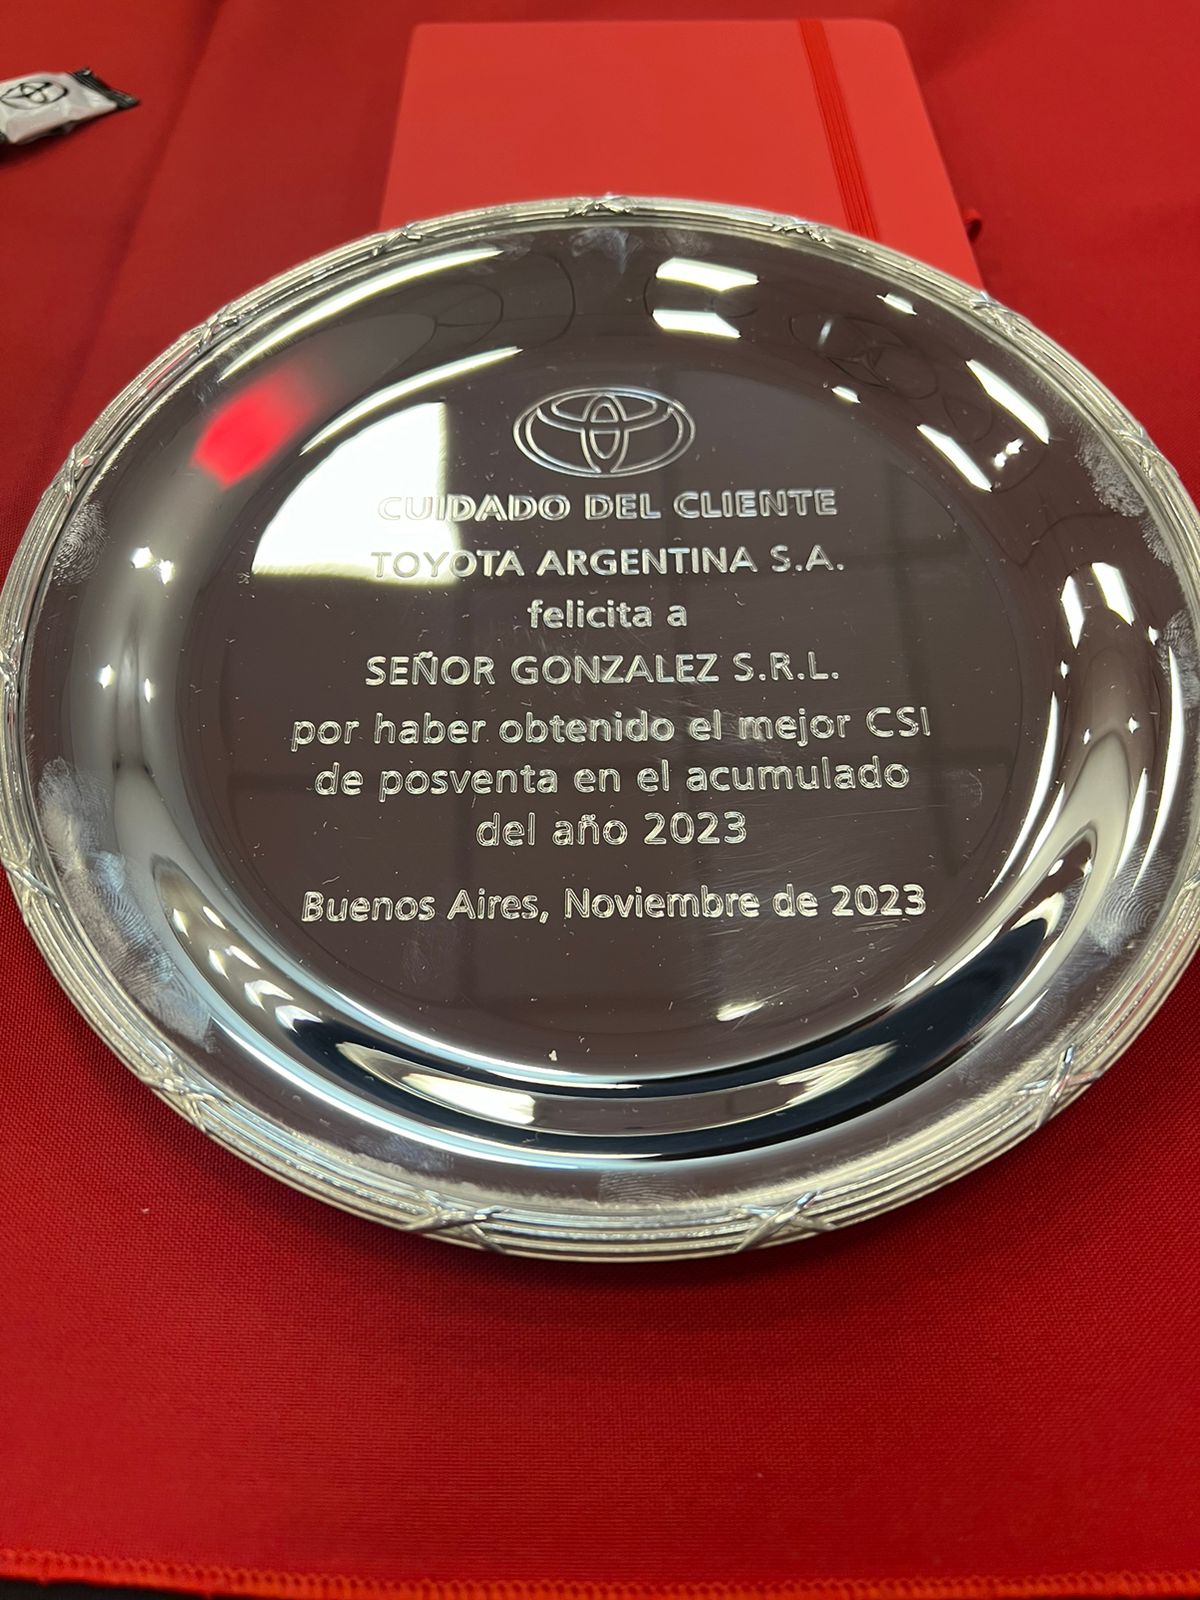 CUIDADO DEL CLIENTE
TOYOTA ARGENTINA S.A.
felicita a
SEÑOR GONZALEZ S.R.L.
por haber obtenido el mejor CSI
de posventa en el acumulado
del año 2023
Buenos Aires, Noviembre de 2023